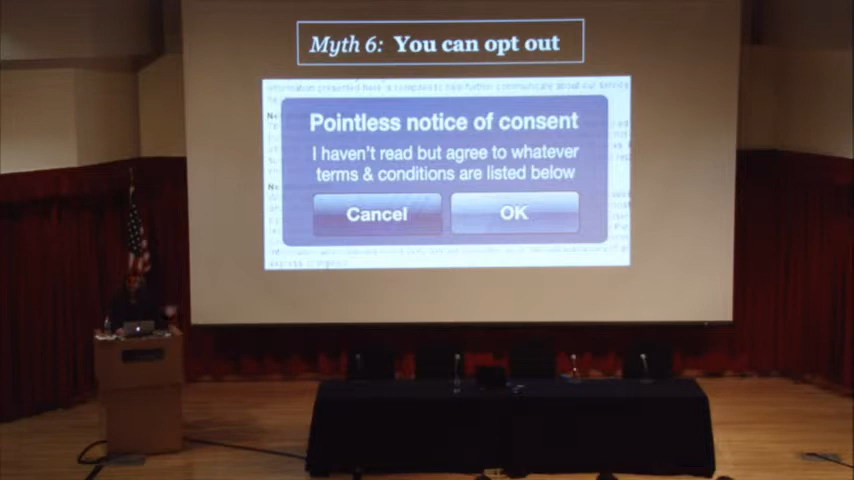 Myth 6: You can opt out
Pointless notice of consent
I haven't read but agree to whatever
terms & conditions are listed below
Cancel
OK